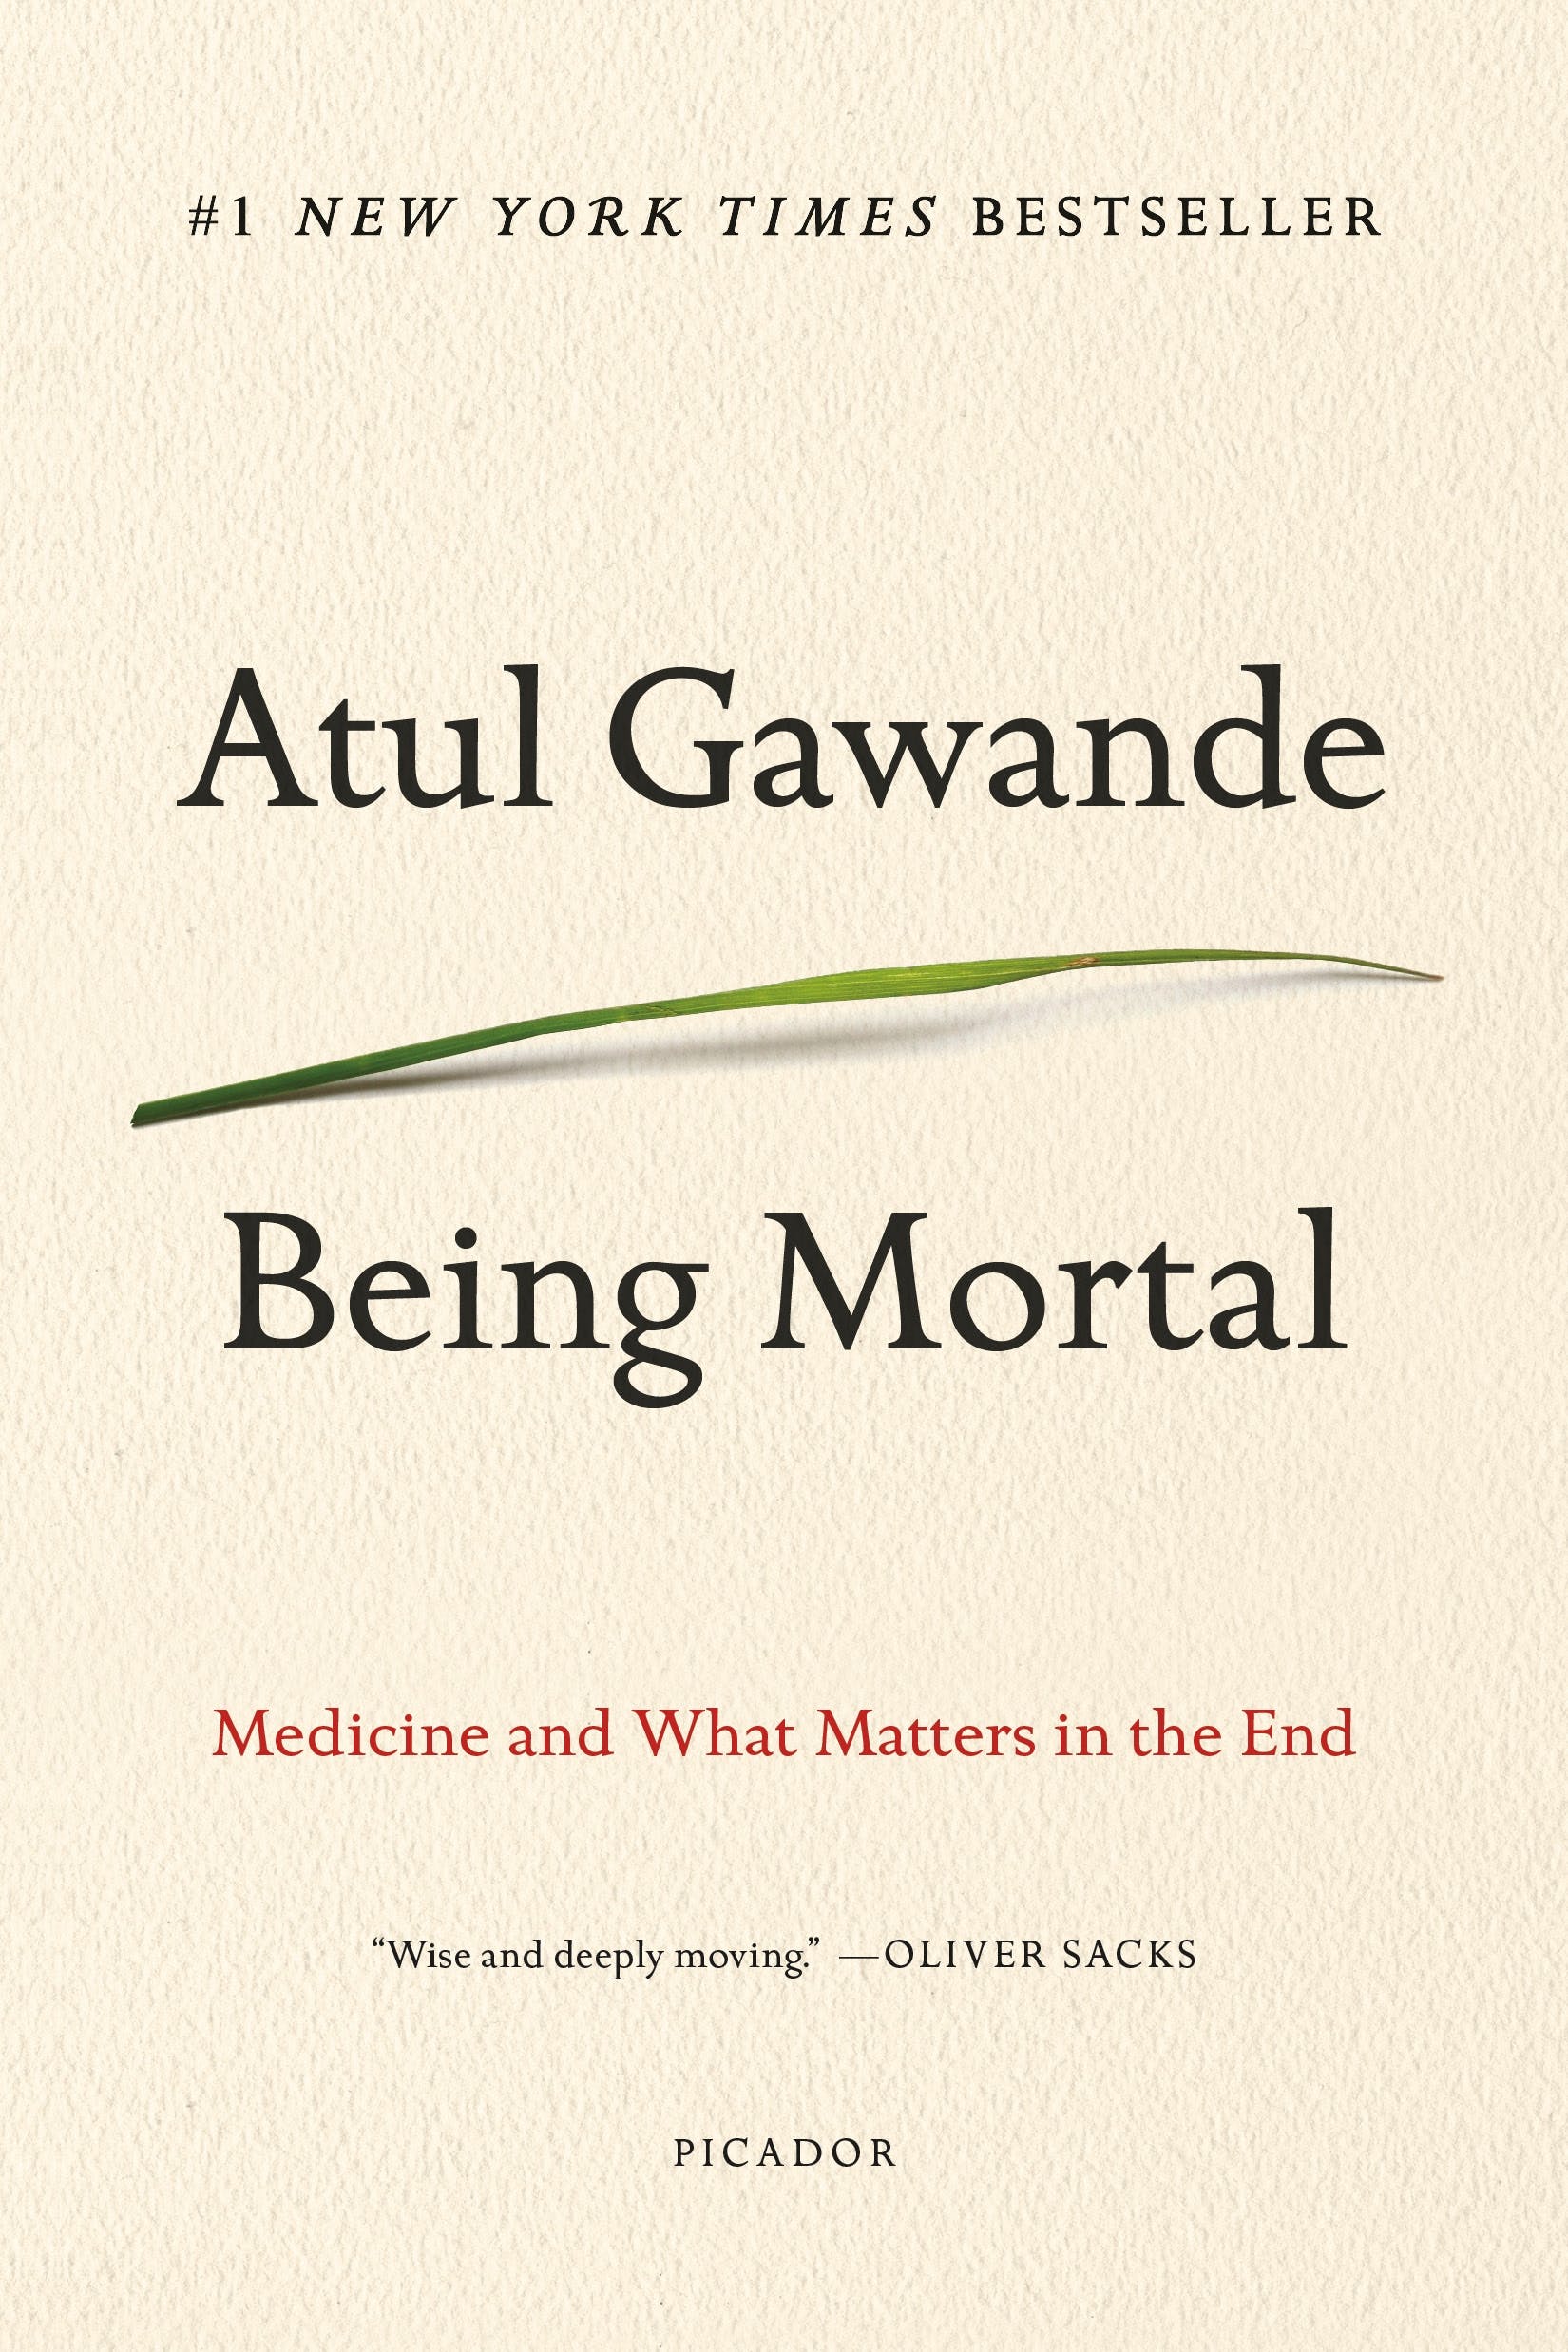 #1 NEW YORK TIMES BESTSELLER
Atul Gawande
Being Mortal
Medicine and What Matters in the End
“Wise and deeply moving.” —OLIVER SACKS
PICADOR